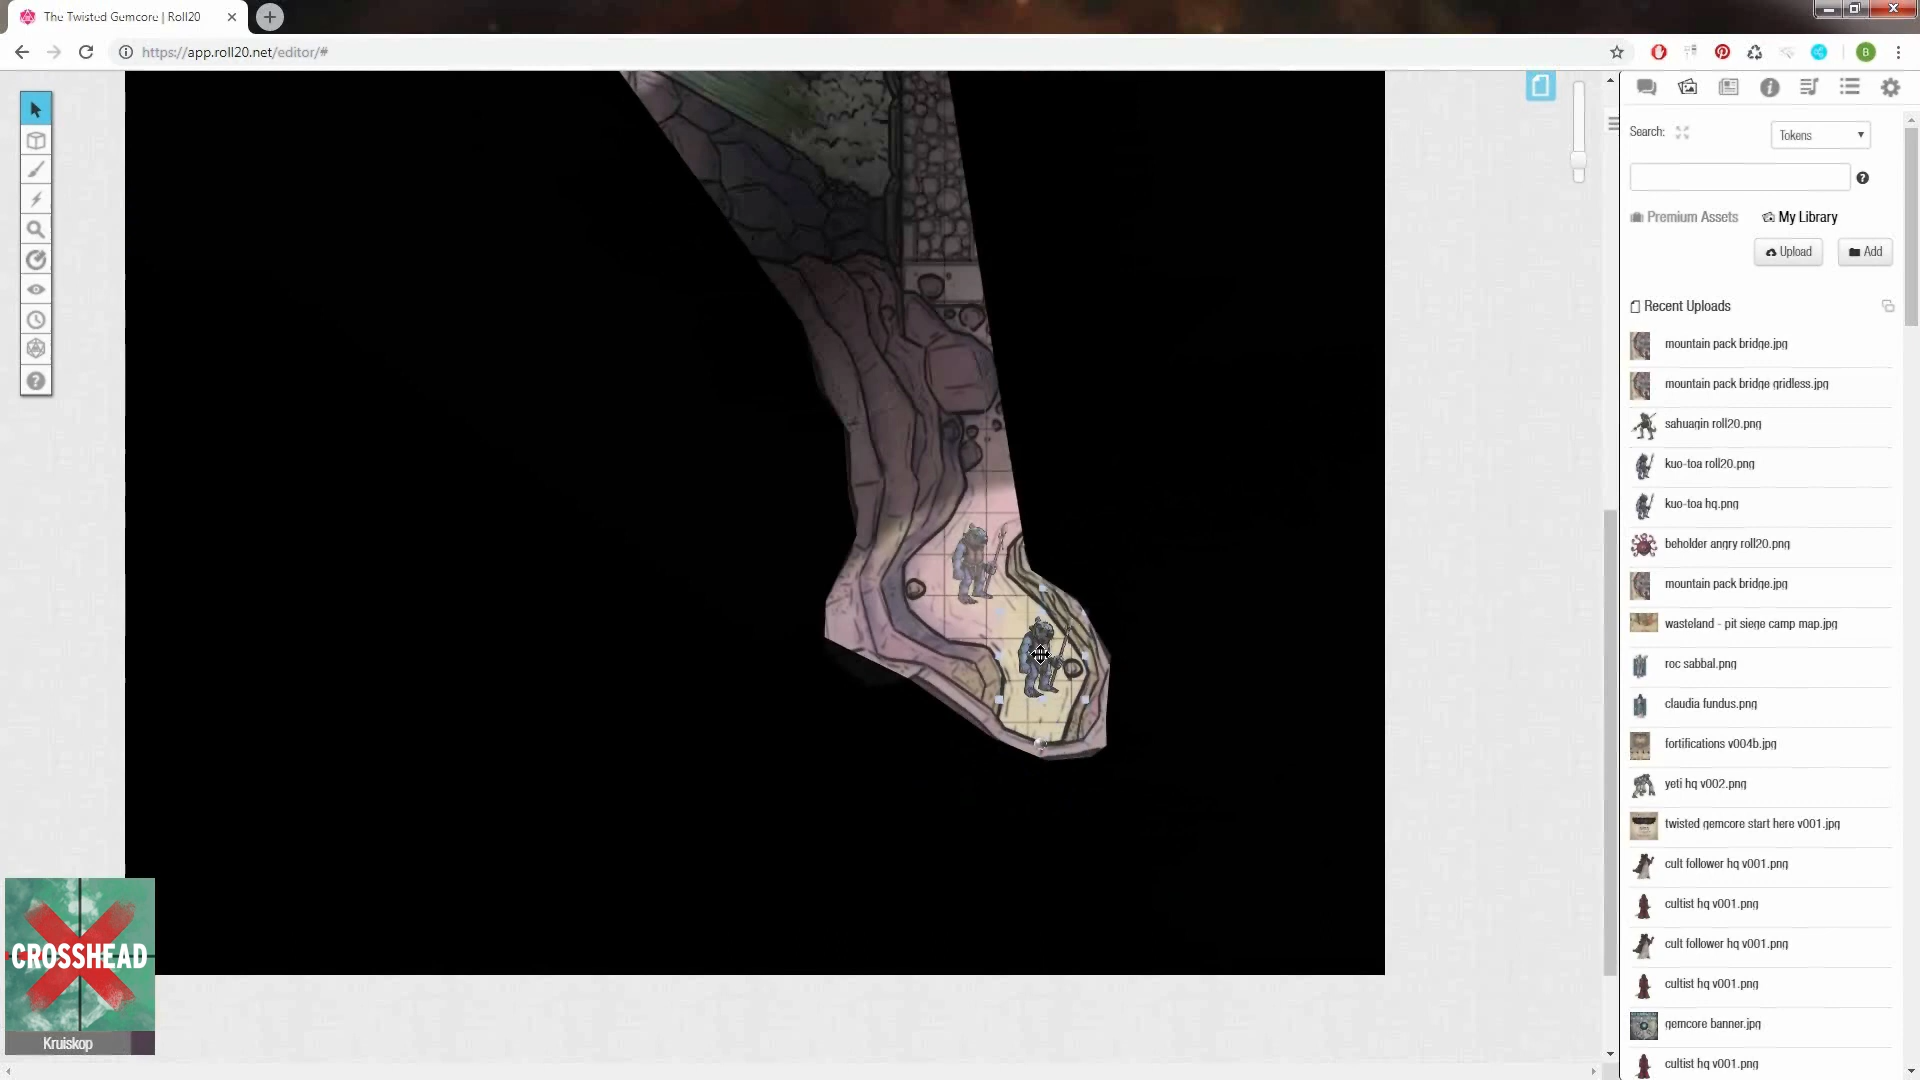 The Twisted Gemcore | Roll20
https://app.roll20.net/editor/#
B
Search:
Tokens
Premium Assets
My Library
Upload
Add
Recent Uploads
mountain pack bridge.jpg
mountain pack bridge gridless.jpg
sahuagin roll20.png
kuo-toa roll20.png
kuo-toa hq.png
beholder angry roll20.png
mountain pack bridge.jpg
wasteland - pit siege camp map.jpg
roc sabbal.png
claudia fundus.png
fortifications v004b.jpg
yeti hq v002.png
twisted gemcore start here v001.jpg
cult follower hq v001.png
cultist hq v001.png
cult follower hq v001.png
cultist hq v001.png
gemcore banner.jpg
cultist hq v001.png
CROSSHEAD
Kruiskop